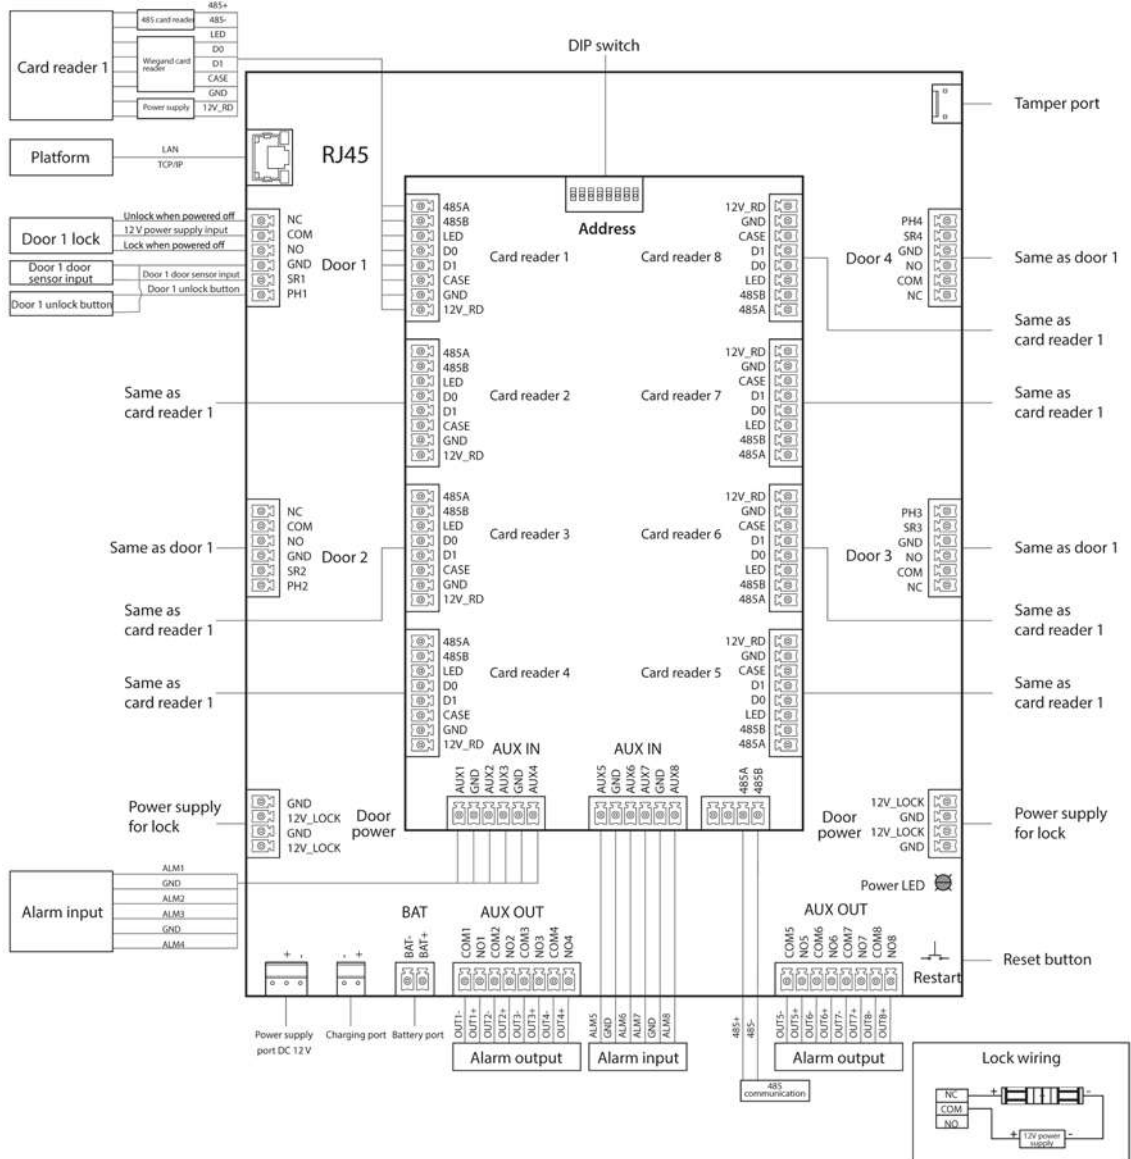 485+
485-
LED
D0
D1
CASE
GND
12V_RD
485 card reader
Wiegand card
reader
Power supply
Card reader 1
DIP switch
Tamper port
Platform
LAN
TCP/IP
RJ45
Address
Door 1 lock
Unlock when powered off
12 V power supply input
Lock when powered off
Door 1 door
sensor input
Door 1 door sensor input
Door 1 unlock button
Door 1 unlock button
NC
COM
NO
GND
SR1
PH1
Door 1
485A
485B
LED
D0
D1
CASE
GND
12V_RD
Card reader 1
12V_RD
GND
CASE
D1
D0
LED
485B
485A
Card reader 8
PH4
SR4
GND
NO
COM
NC
Door 4
Same as door 1
Same as
card reader 1
Same as
card reader 1
485A
485B
LED
D0
D1
CASE
GND
12V_RD
Card reader 2
12V_RD
GND
CASE
D1
D0
LED
485B
485A
Card reader 7
Same as
card reader 1
Same as door 1
NC
COM
NO
GND
SR2
PH2
Door 2
485A
485B
LED
D0
D1
CASE
GND
12V_RD
Card reader 3
12V_RD
GND
CASE
D1
D0
LED
485B
485A
Card reader 6
PH3
SR3
GND
NO
COM
NC
Door 3
Same as door 1
Same as
card reader 1
Same as
card reader 1
Same as
card reader 1
485A
485B
LED
D0
D1
CASE
GND
12V_RD
Card reader 4
12V_RD
GND
CASE
D1
D0
LED
485B
485A
Card reader 5
Same as
card reader 1
AUX IN
AUX1
GND
AUX2
AUX3
GND
AUX4
AUX IN
AUX5
GND
AUX6
AUX7
GND
AUX8
485A
485B
Power supply
for lock
GND
12V_LOCK
GND
12V_LOCK
Door
power
Door
power
12V_LOCK
GND
12V_LOCK
GND
Power supply
for lock
Alarm input
ALM1
GND
ALM2
ALM3
GND
ALM4
Power LED
BAT
BAT-
BAT+
AUX OUT
COM1
NO1
COM2
NO2
COM3
NO3
COM4
NO4
AUX OUT
COM5
NO5
COM6
NO6
COM7
NO7
COM8
NO8
Restart
Reset button
+ -
- +
Power supply
port DC 12 V
Charging port
Battery port
OUT1-
OUT1+
OUT2-
OUT2+
OUT3-
OUT3+
OUT4-
OUT4+
Alarm output
ALM5
GND
ALM6
ALM7
GND
ALM8
Alarm input
485+
485-
485
communication
OUT5-
OUT5+
OUT6-
OUT6+
OUT7-
OUT7+
OUT8-
OUT8+
Alarm output
Lock wiring
NC
COM
NO
+ -
+ -
12V power
supply